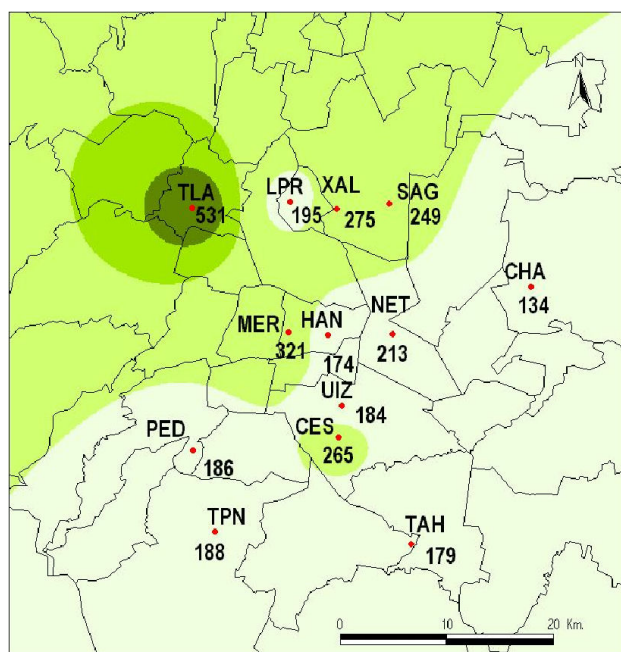 N
TLA
531
LPR
195
XAL
275
SAG
249
CHA
134
MER
321
HAN
174
NET
213
UIZ
184
CES
265
PED
186
TPN
188
TAH
179
0 10 20 Km.